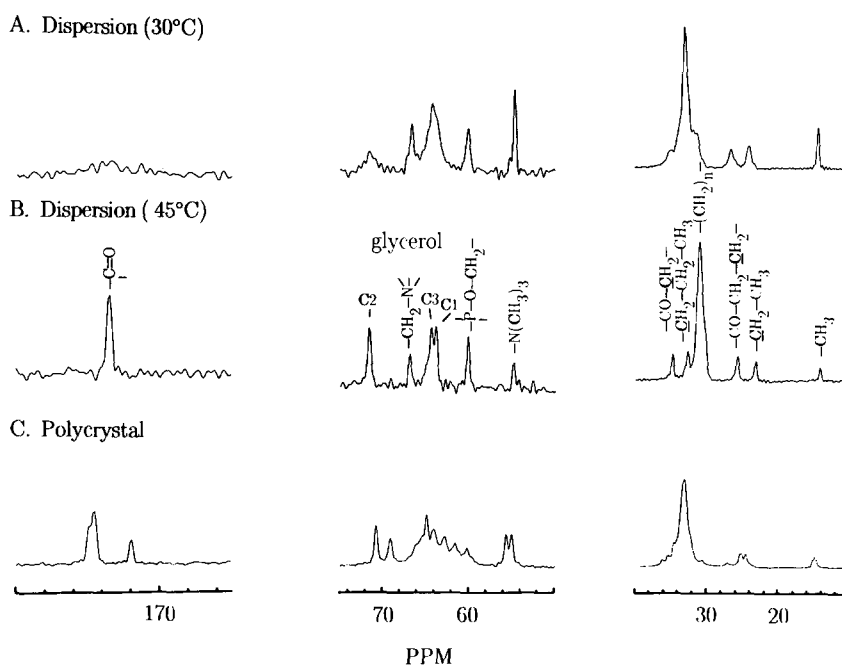 A. Dispersion (30°C)
B. Dispersion (45°C)
C=O
glycerol
C2
CH2-N
C3
C1
-P-O-CH2-
-N(CH3)3
-CO-CH2-
-CH2-CH2-CH3
-(CH2)n-
-CO-CH2-CH2-
CH2-CH3
CH3
C. Polycrystal
170
70
60
30
20
PPM